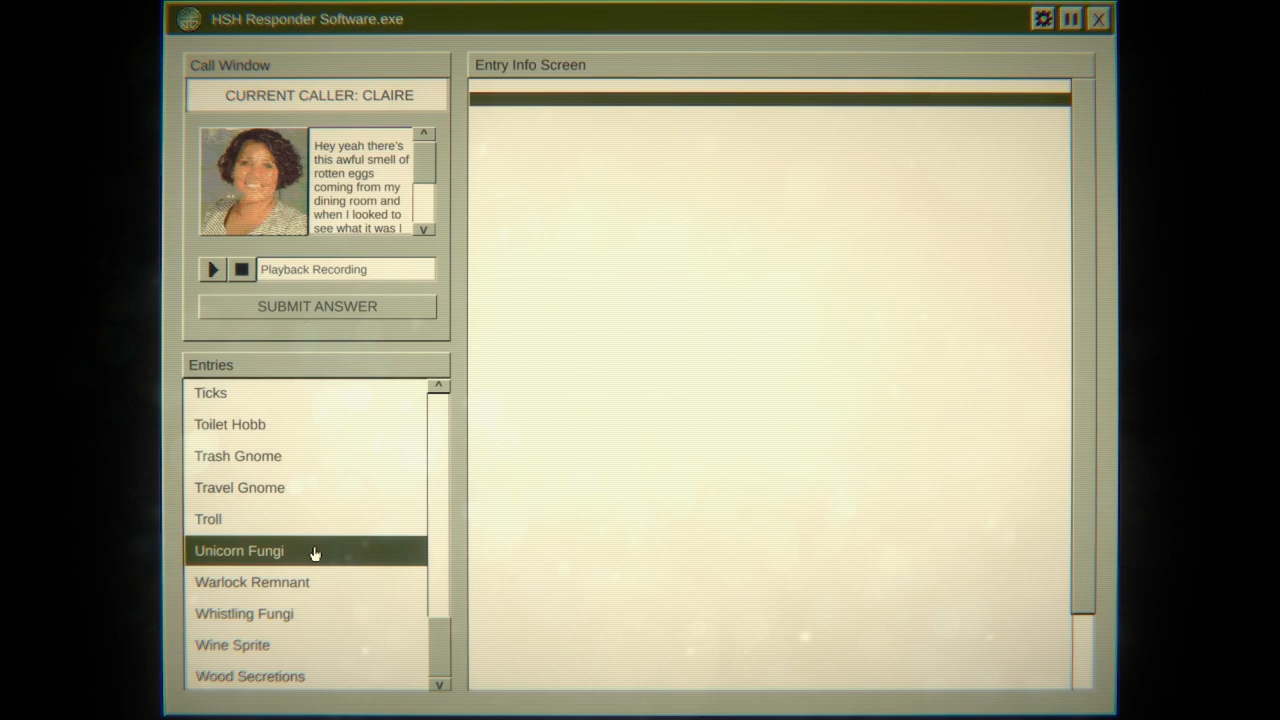 HSH Responder Software.exe
Call Window
CURRENT CALLER: CLAIRE
Hey yeah there's
this awful smell of
rotten eggs
coming from my
dining room and
when I looked to
see what it was I
Playback Recording
SUBMIT ANSWER
Entries
Ticks
Toilet Hobb
Trash Gnome
Travel Gnome
Troll
Unicorn Fungi
Warlock Remnant
Whistling Fungi
Wine Sprite
Wood Secretions
Entry Info Screen